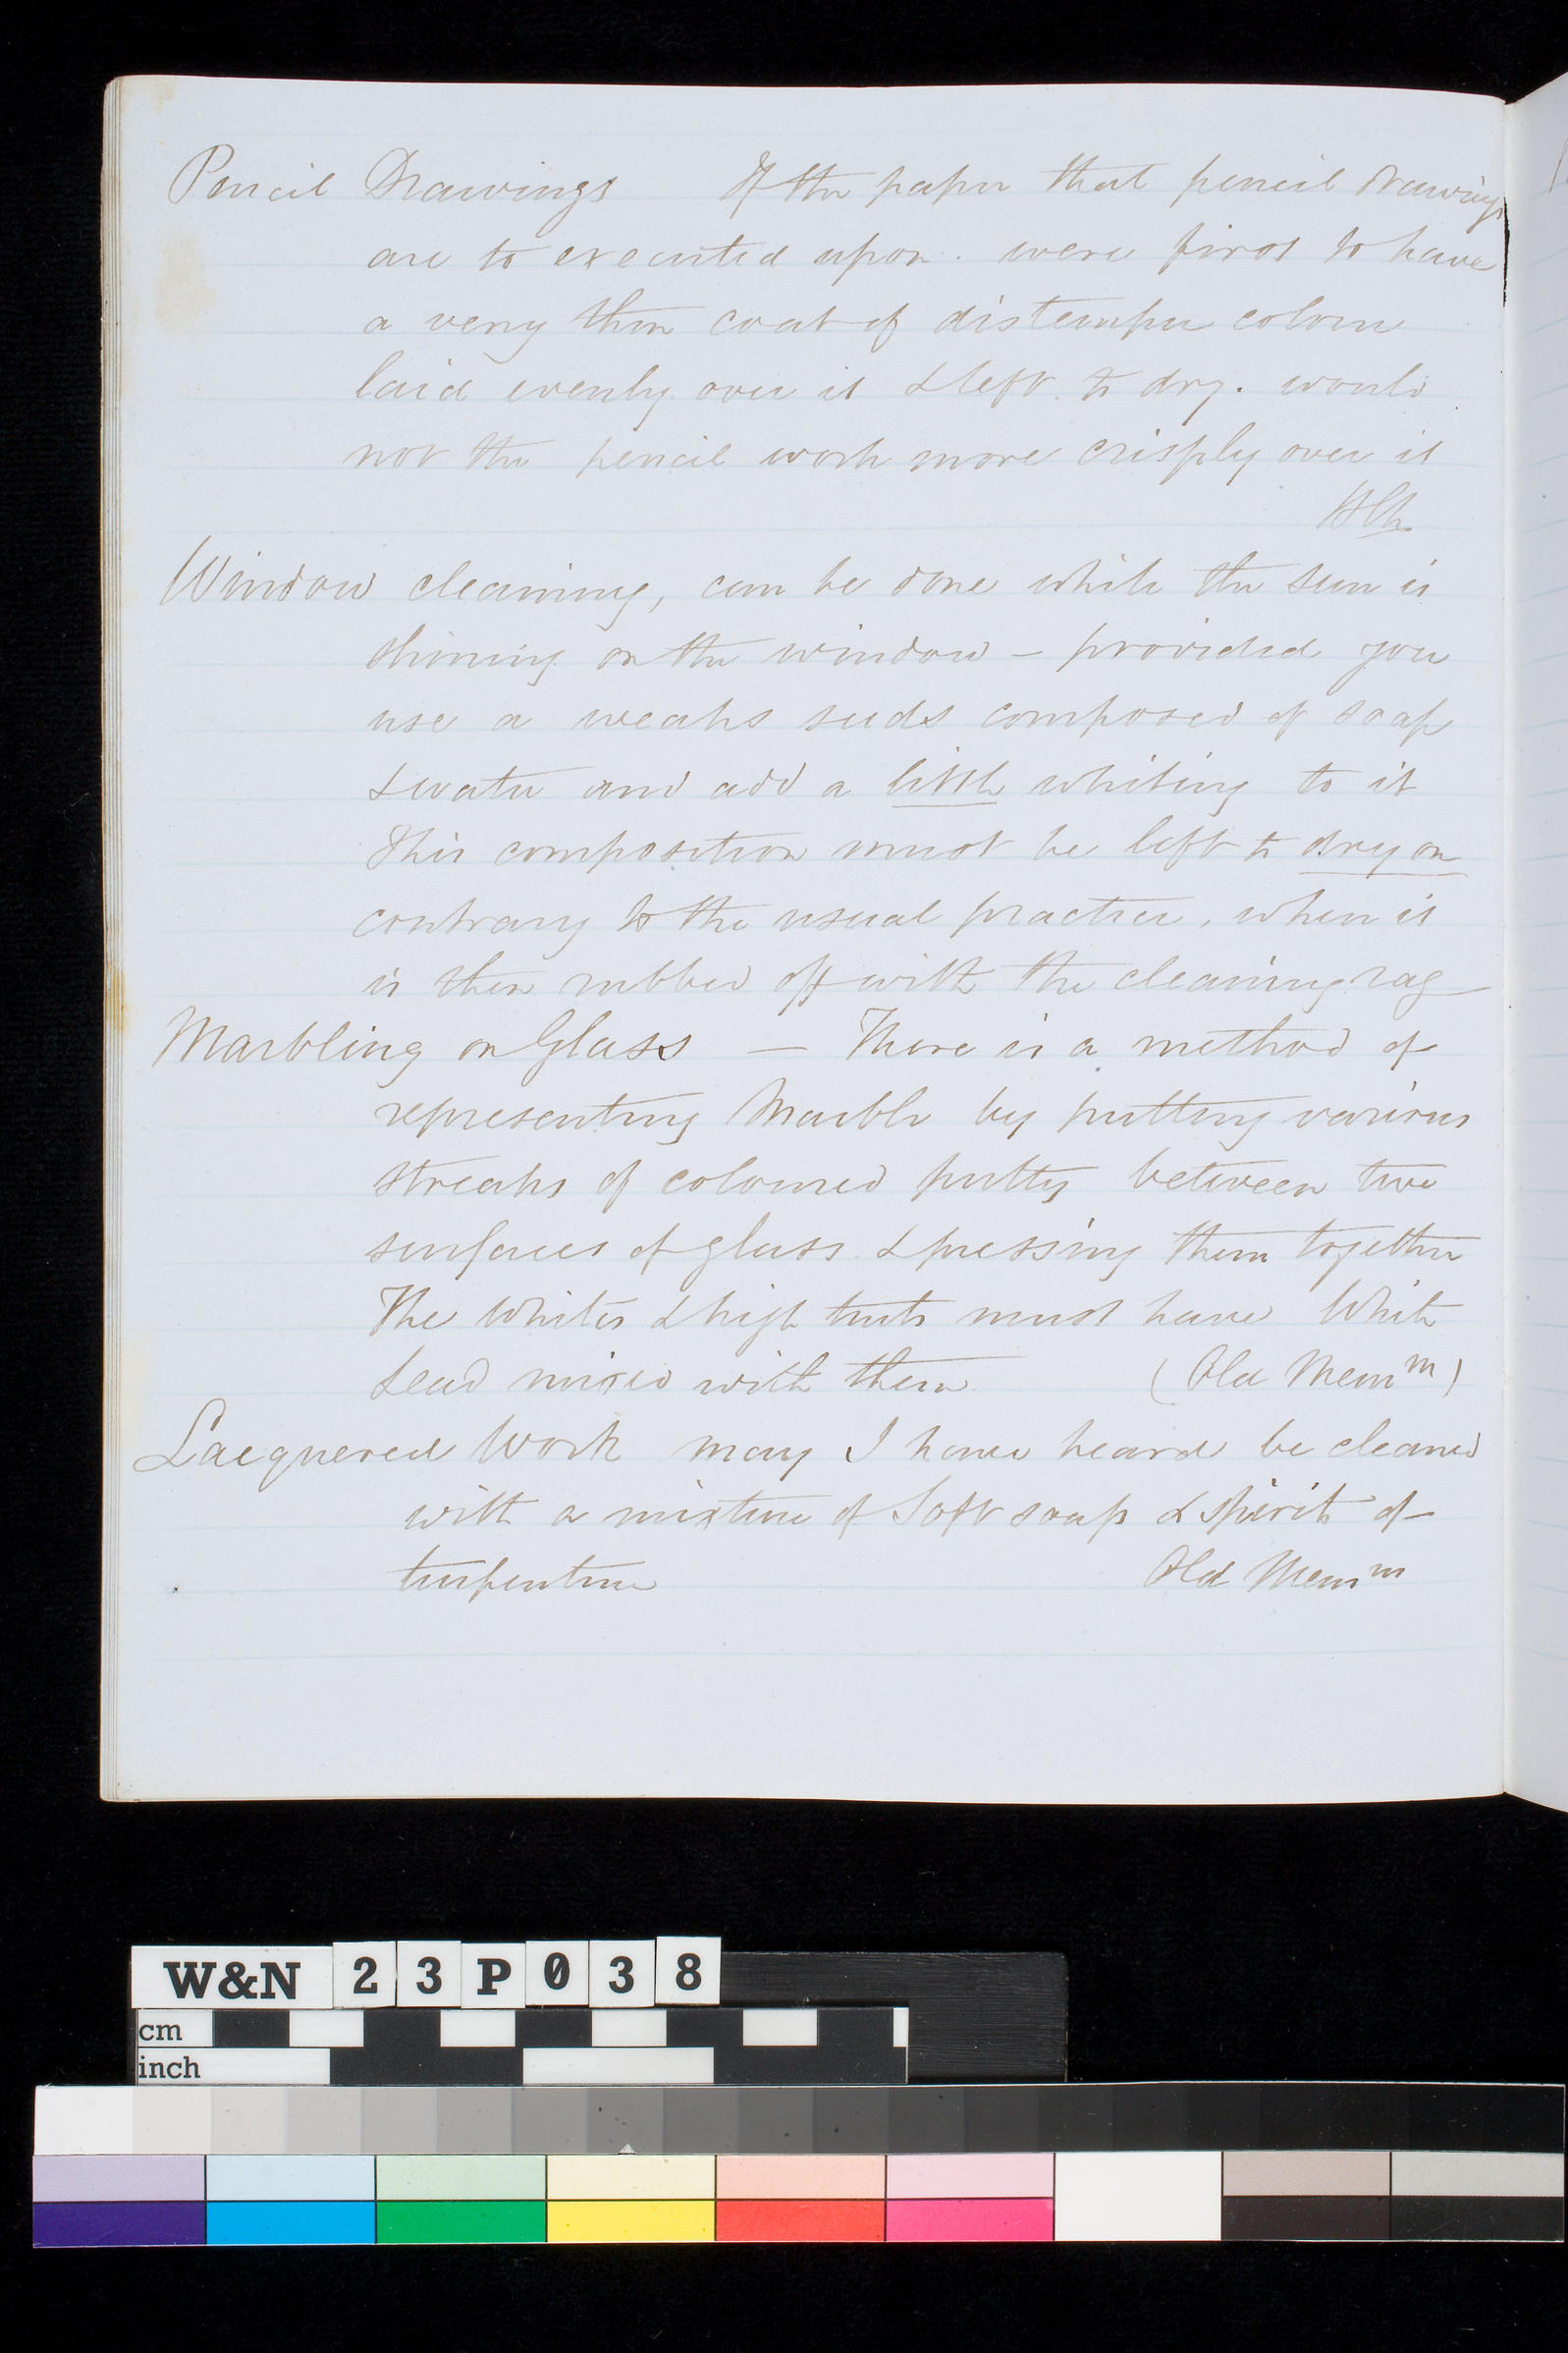 Pencil Drawings If the paper that pencil drawings
are to executed upon. were first to have
a very thin coat of distemper colour
laid evenly over it & left to dry. would
not the pencil work more crisply over it
Window cleaning, can be done while the sun is
shining on the window – provided you
use a weak suds composed of soap
& water and add a little whiting to it
This composition must be left to dry on
contrary to the usual practice, when it
is then rubbed off with the cleaning rag
Marbling on Glass — There is a method of
representing Marble by putting various
streaks of coloured putty between two
surfaces of glass & pressing them together
The Whites & high tints must have White
Lead mixed with them (Old Mem^m)
Lacquered Work may I have heard be cleaned
with a mixture of Soft soap & spirit of
turpentine Old Mem^m
W&N 23P038
cm
inch